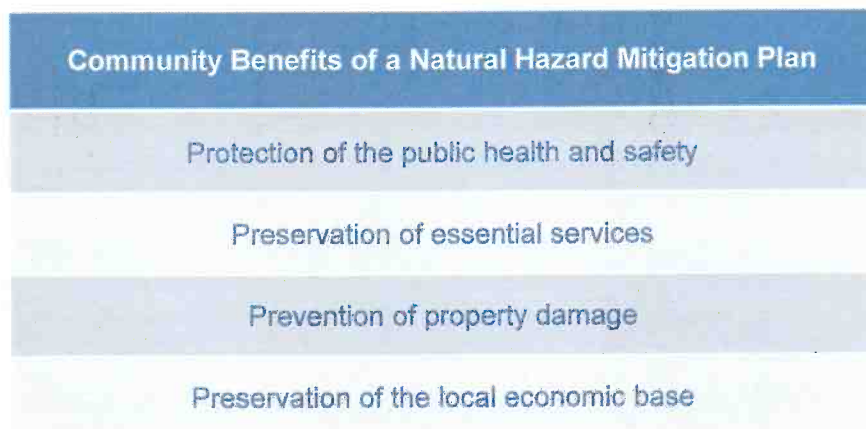 Community Benefits of a Natural Hazard Mitigation Plan
Protection of the public health and safety
Preservation of essential services
Prevention of property damage
Preservation of the local economic base